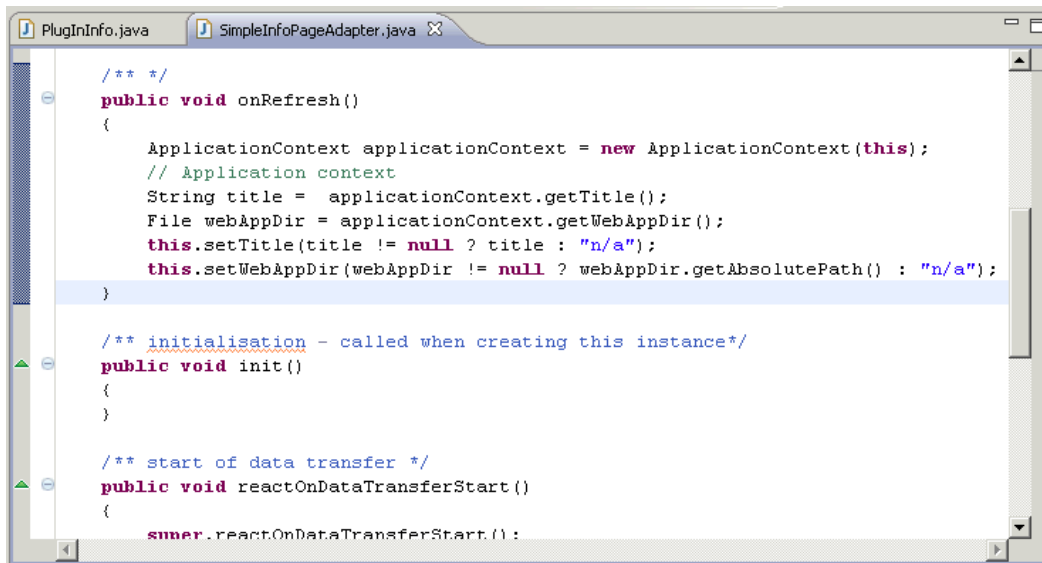 PlugInInfo.java
SimpleInfoPageAdapter.java
/** */
public void onRefresh()
{
ApplicationContext applicationContext = new ApplicationContext(this);
// Application context
String title =  applicationContext.getTitle();
File webAppDir = applicationContext.getWebAppDir();
this.setTitle(title != null ? title : "n/a");
this.setWebAppDir(webAppDir != null ? webAppDir.getAbsolutePath() : "n/a");
}
/** initialisation - called when creating this instance*/
public void init()
{
}
/** start of data transfer */
public void reactOnDataTransferStart()
{
super.reactOnDataTransferStart();